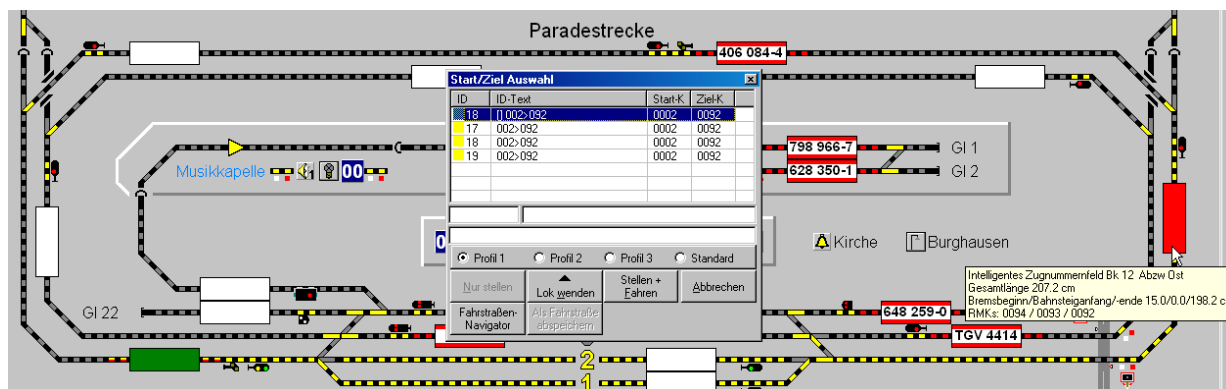 Paradestrecke
406 084-4
Start/Ziel Auswahl
ID ID-Text Start-K Ziel-K
18 [] 002>092 0002 0092
17 002>092 0002 0092
18 002>092 0002 0092
19 002>092 0002 0092
798 966-7 Gl 1
Musikkapelle 00 628 350-1 Gl 2
Profil 1 Profil 2 Profil 3 Standard
Kirche Burghausen
Nur stellen Lok wenden Stellen + Fahren Abbrechen
Fahrstraßen-Navigator Als Fahrstraße abspeichern
Intelligentes Zugnummernfeld Bk 12 Abzw Ost
Gesamtlänge 207.2 cm
Bremsbeginn/Bahnsteiganfang/-ende 15.0/0.0/198.2 c
RMKs: 0094 / 0093 / 0092
Gl 22 648 259-0
TGV 4414
2
1